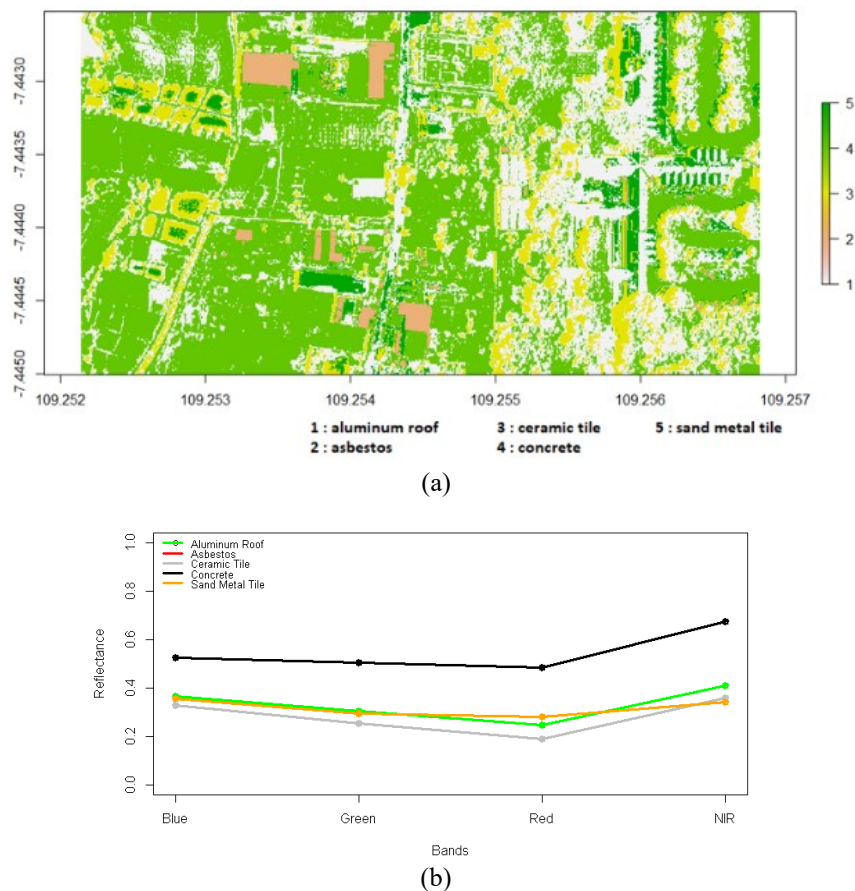 -7.4430
-7.4435
-7.4440
-7.4445
-7.4450
5
4
3
2
1
109.252 109.253 109.254 109.255 109.256 109.257
1 : aluminum roof 3 : ceramic tile 5 : sand metal tile
2 : asbestos 4 : concrete
(a)
Aluminum Roof
Asbestos
Ceramic Tile
Concrete
Sand Metal Tile
1.0
0.8
0.6
0.4
0.2
0.0
Reflectance
Blue Green Red NIR
Bands
(b)